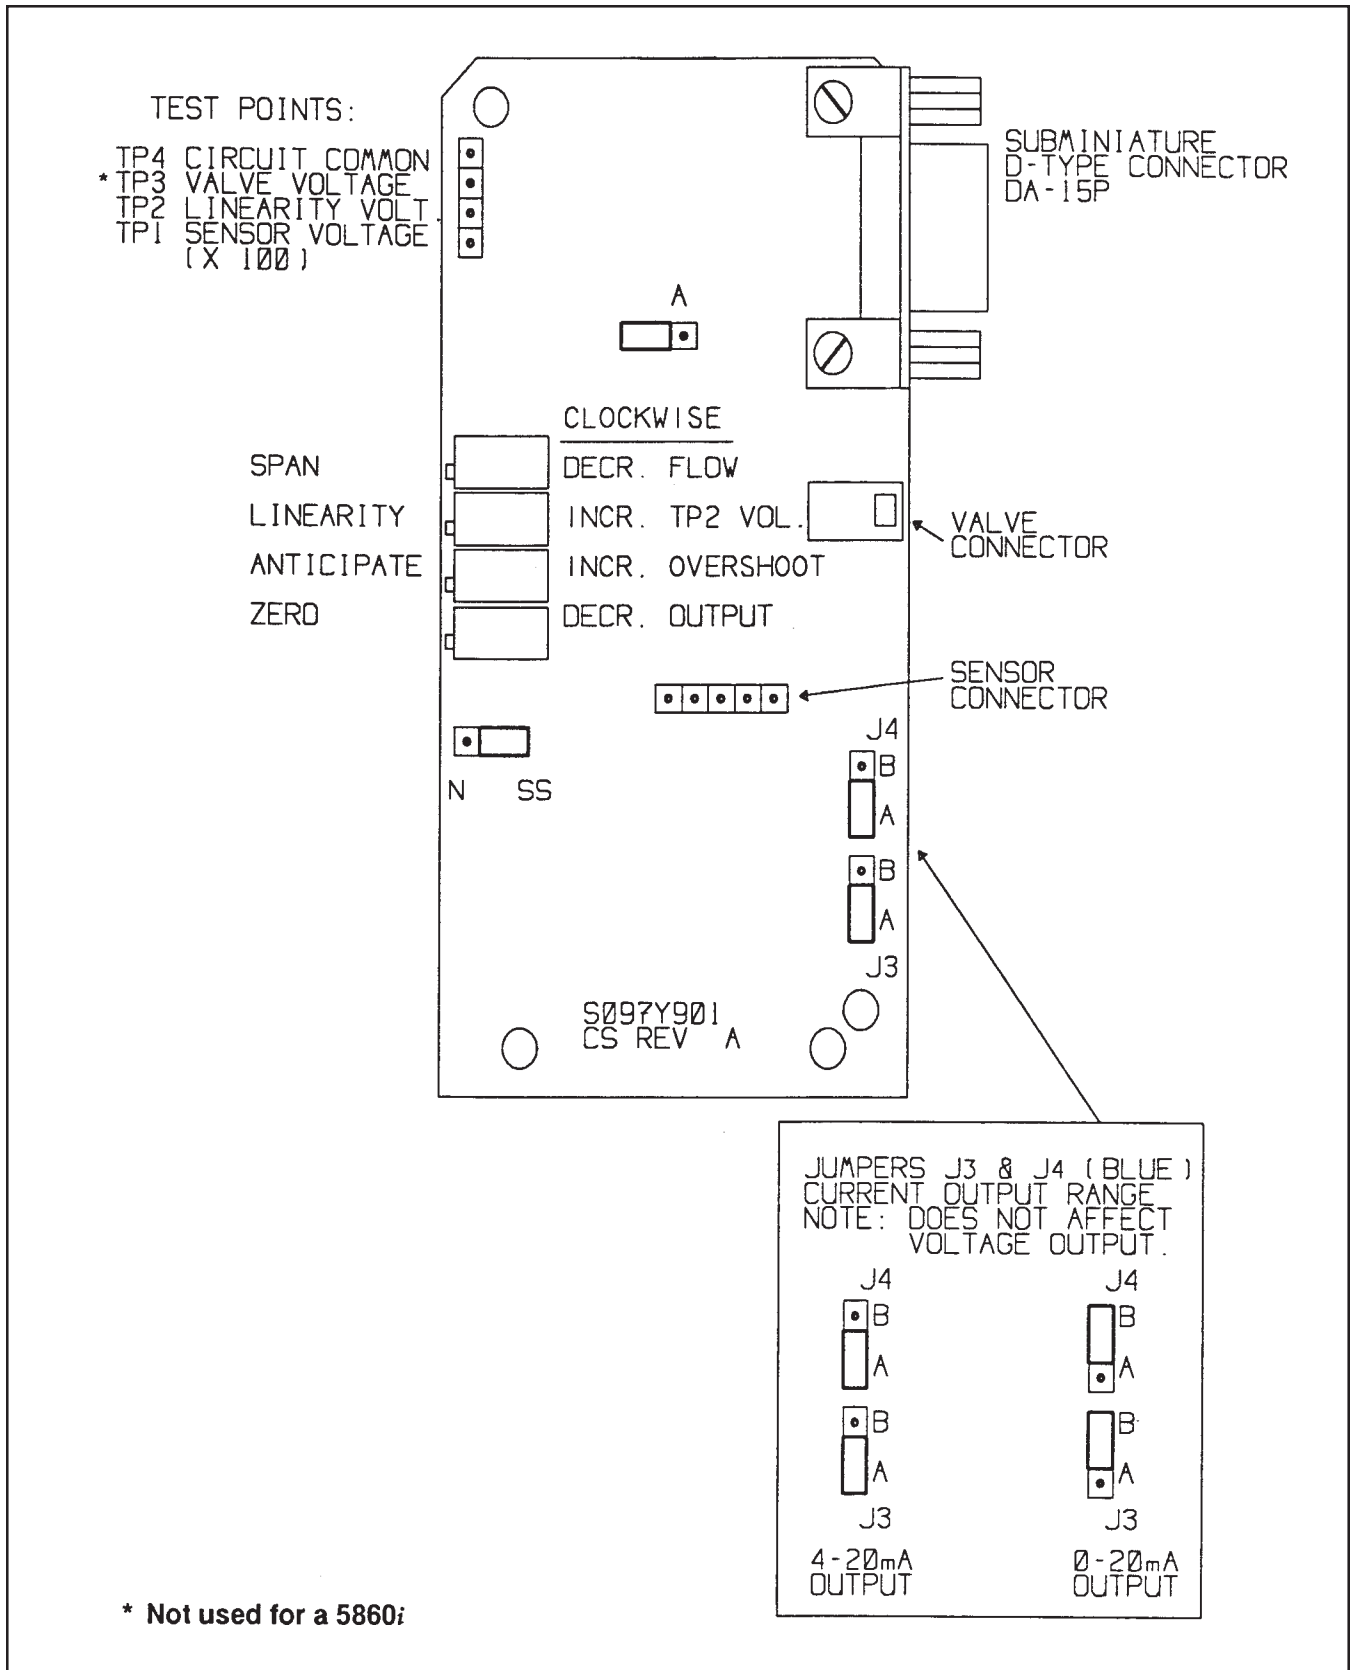 TEST POINTS:
TP4 CIRCUIT COMMON
*TP3 VALVE VOLTAGE
TP2 LINEARITY VOLT
TP1 SENSOR VOLTAGE
(X 100)
SUBMINIATURE
D-TYPE CONNECTOR
DA-15P
A
CLOCKWISE
SPAN DECR. FLOW
LINEARITY INCR. TP2 VOL.
ANTICIPATE INCR. OVERSHOOT
ZERO DECR. OUTPUT
VALVE
CONNECTOR
SENSOR
CONNECTOR
N SS
J4
B
A
B
A
J3
S097Y901
CS REV A
JUMPERS J3 & J4 (BLUE)
CURRENT OUTPUT RANGE
NOTE: DOES NOT AFFECT
VOLTAGE OUTPUT.
J4 J4
B B
A A
B B
A A
J3 J3
4-20mA 0-20mA
OUTPUT OUTPUT
* Not used for a 5860i